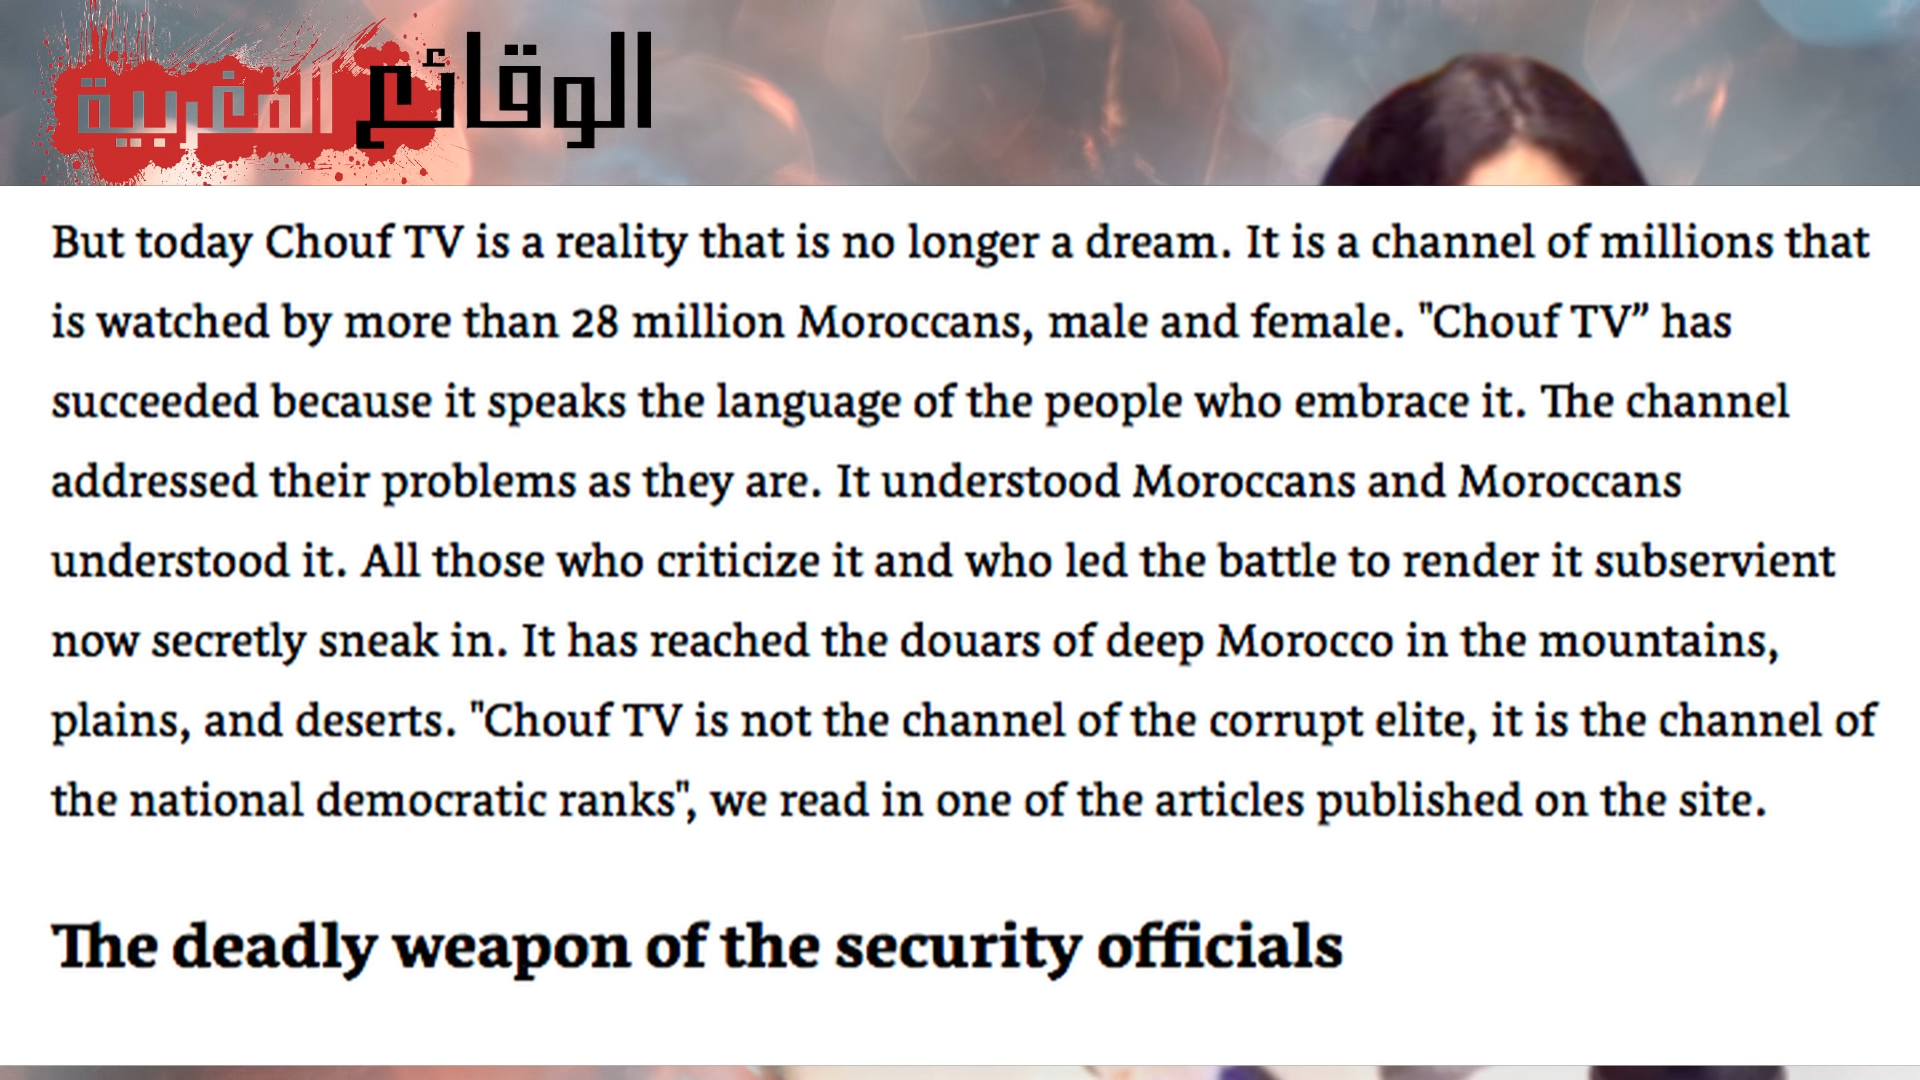 الوقائع المغربية
But today Chouf TV is a reality that is no longer a dream. It is a channel of millions that
is watched by more than 28 million Moroccans, male and female. "Chouf TV” has
succeeded because it speaks the language of the people who embrace it. The channel
addressed their problems as they are. It understood Moroccans and Moroccans
understood it. All those who criticize it and who led the battle to render it subservient
now secretly sneak in. It has reached the douars of deep Morocco in the mountains,
plains, and deserts. "Chouf TV is not the channel of the corrupt elite, it is the channel of
the national democratic ranks", we read in one of the articles published on the site.
The deadly weapon of the security officials